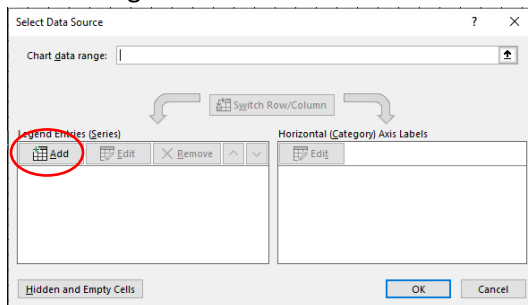 Select Data Source ? ×
Chart data range:
Switch Row/Column
Legend Entries (Series) Horizontal (Category) Axis Labels
Add Edit Remove Edit
Hidden and Empty Cells OK Cancel